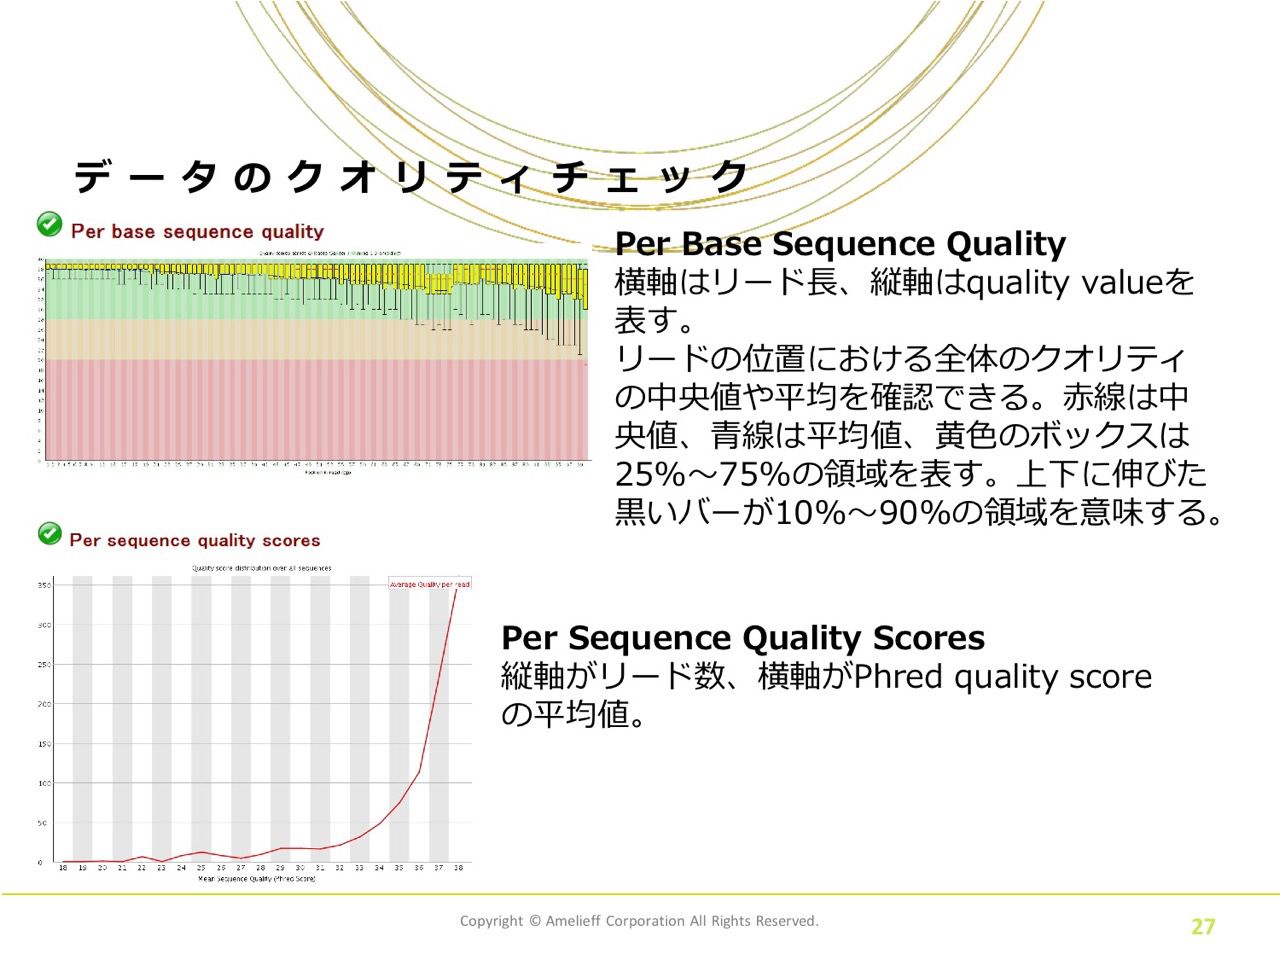 データのクオリティチェック
Per base sequence quality
Per Base Sequence Quality
横軸はリード長、縦軸はquality valueを
表す。
リードの位置における全体のクオリティ
の中央値や平均を確認できる。赤線は中
央値、青線は平均値、黄色のボックスは
25%～75%の領域を表す。上下に伸びた
黒いバーが10%～90%の領域を意味する。
Per sequence quality scores
Quality score distribution over all sequences
Average Quality per read
350
300
250
200
150
100
50
0
18 19 20 21 22 23 24 25 26 27 28 29 30 31 32 33 34 35 36 37 38
Mean Sequence Quality (Phred Score)
Per Sequence Quality Scores
縦軸がリード数、横軸がPhred quality score
の平均値。
Copyright © Amelieff Corporation All Rights Reserved.
27